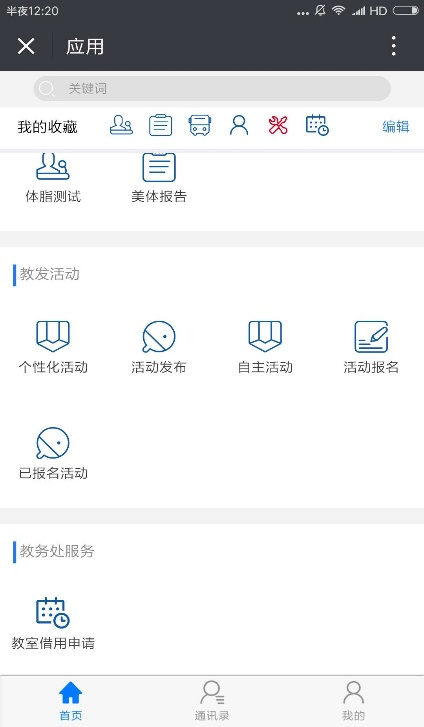 半夜12:20 ... HD
应用
关键词
我的收藏 编辑
体脂测试 美体报告
教发活动
个性化活动 活动发布 自主活动 活动报名
已报名活动
教务处服务
教室借用申请
首页 通讯录 我的